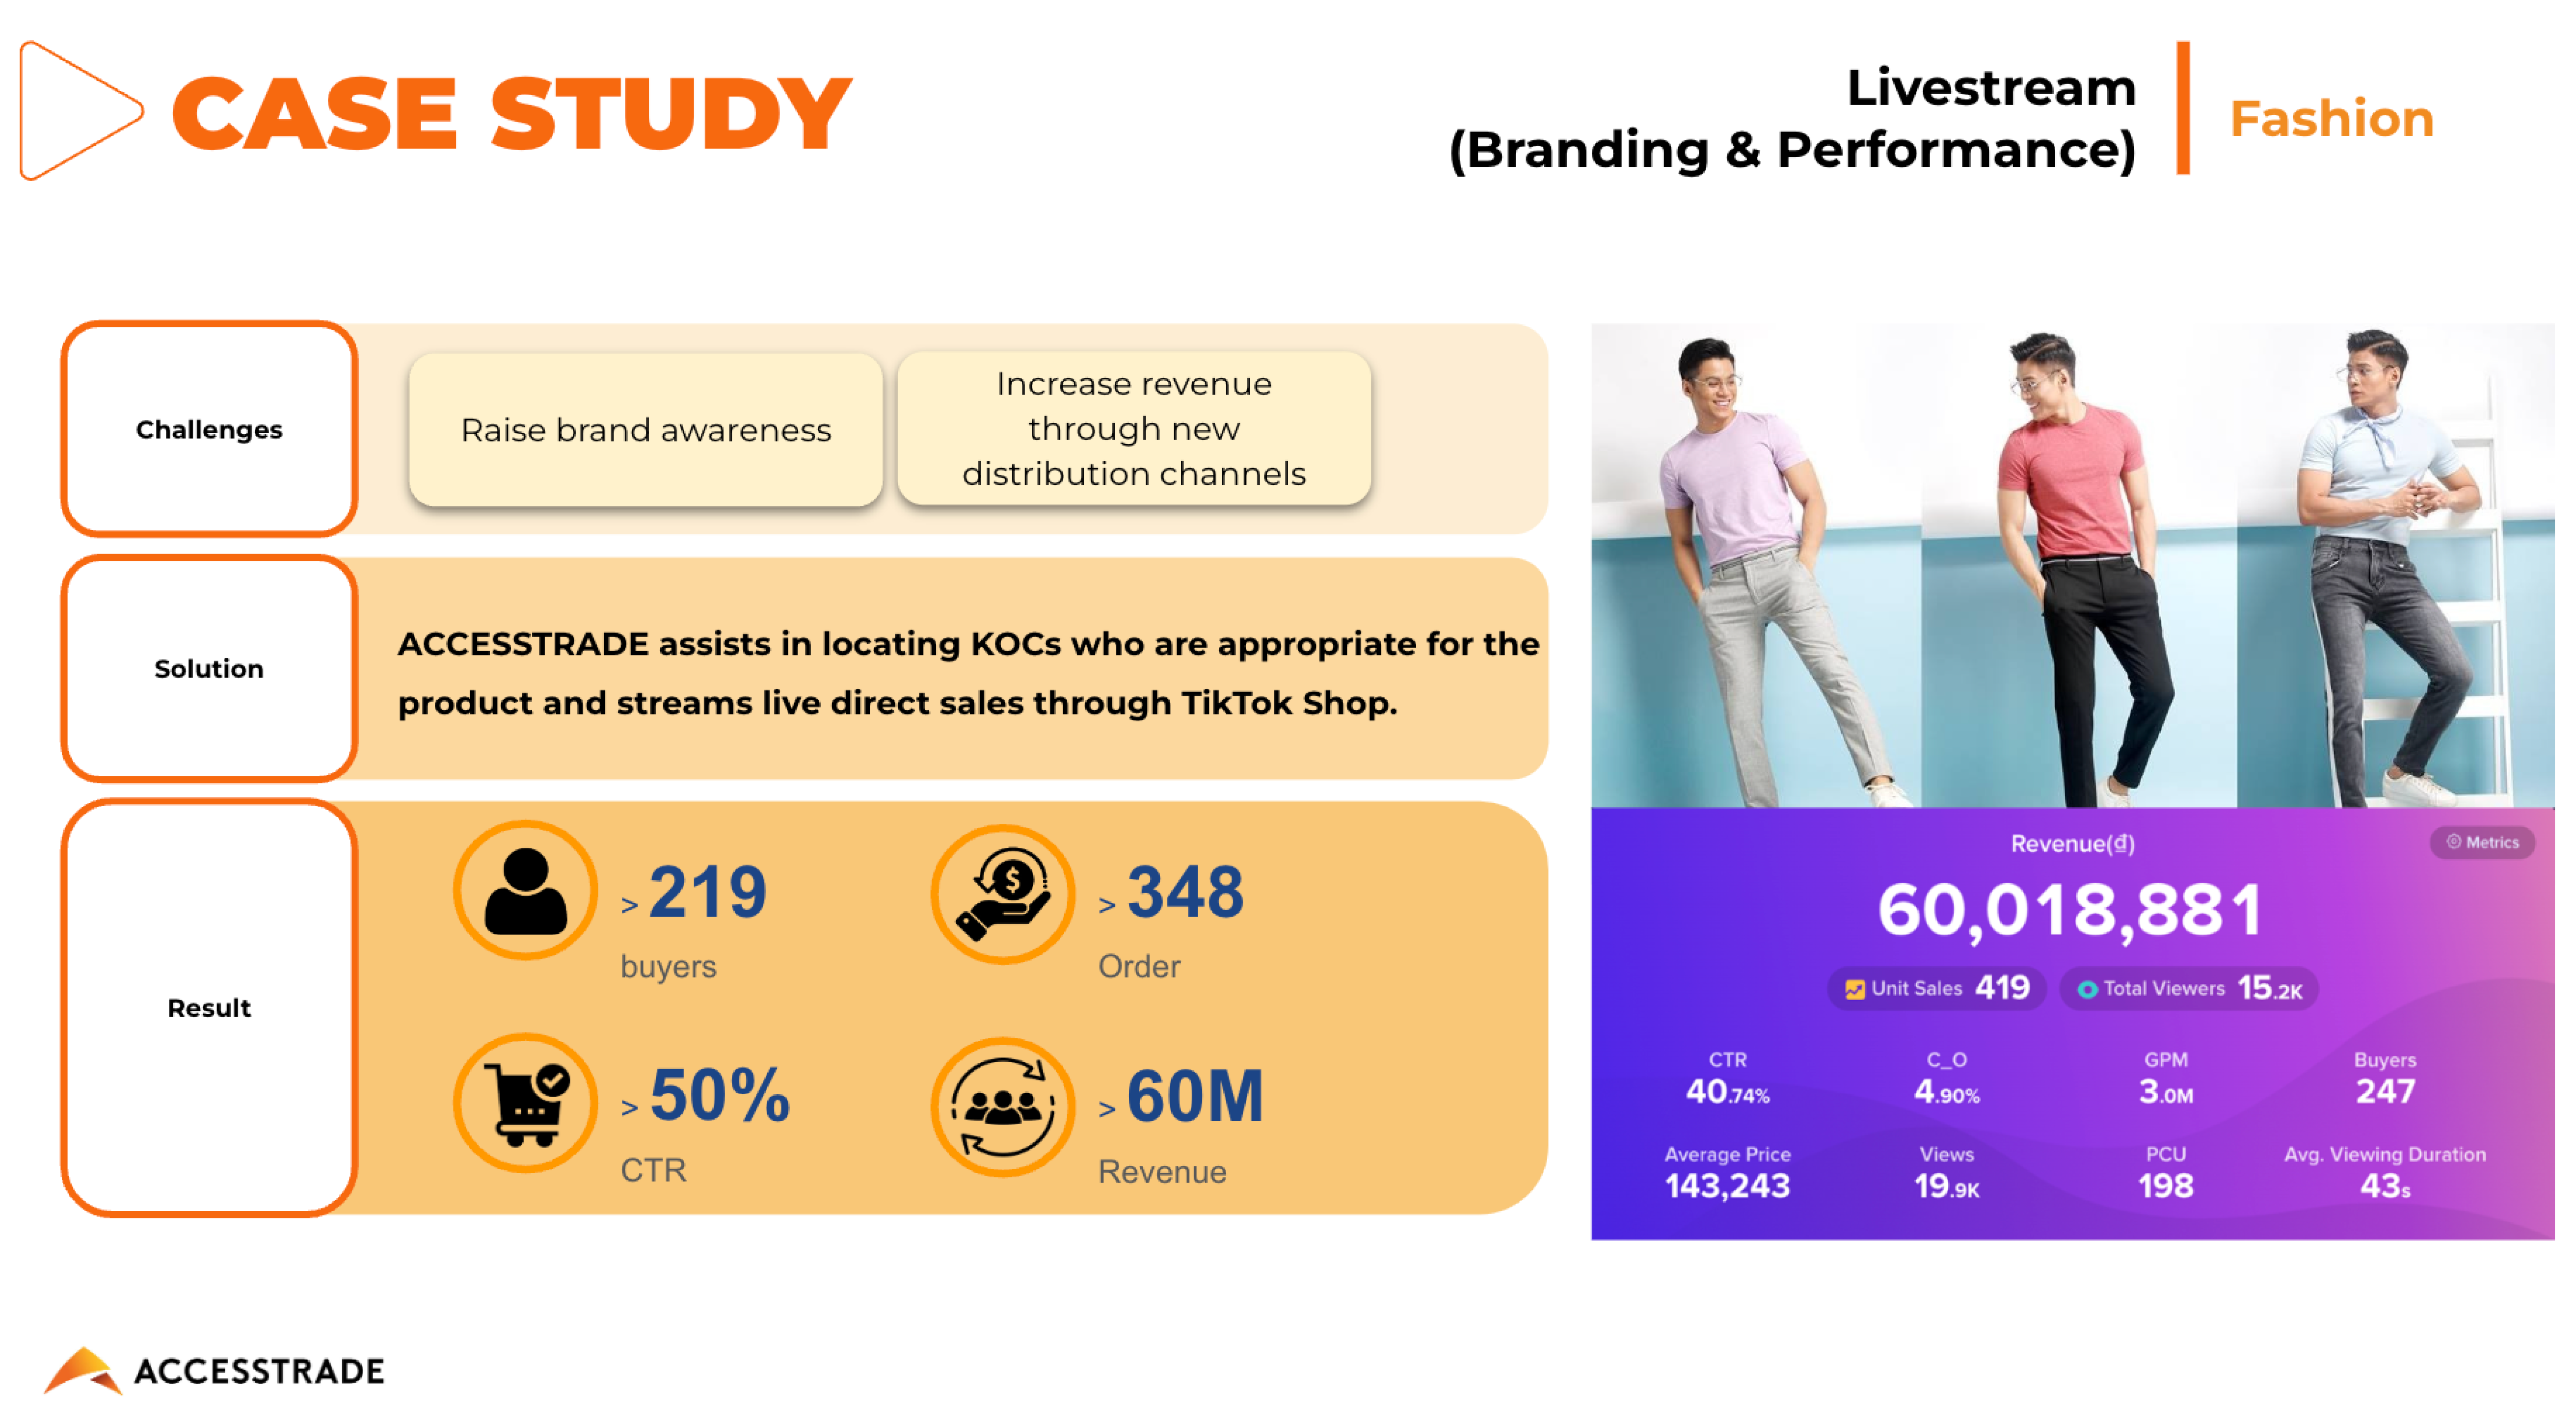 CASE STUDY
Livestream
(Branding & Performance)
Fashion
Challenges
Raise brand awareness
Increase revenue
through new
distribution channels
Solution
ACCESSTRADE assists in locating KOCs who are appropriate for the
product and streams live direct sales through TikTok Shop.
Result
> 219
buyers
> 348
Order
> 50%
CTR
> 60M
Revenue
Revenue(₫)
Metrics
60,018,881
Unit Sales 419
Total Viewers 15.2K
CTR
40.74%
C_O
4.90%
GPM
3.0M
Buyers
247
Average Price
143,243
Views
19.9K
PCU
198
Avg. Viewing Duration
43s
ACCESSTRADE